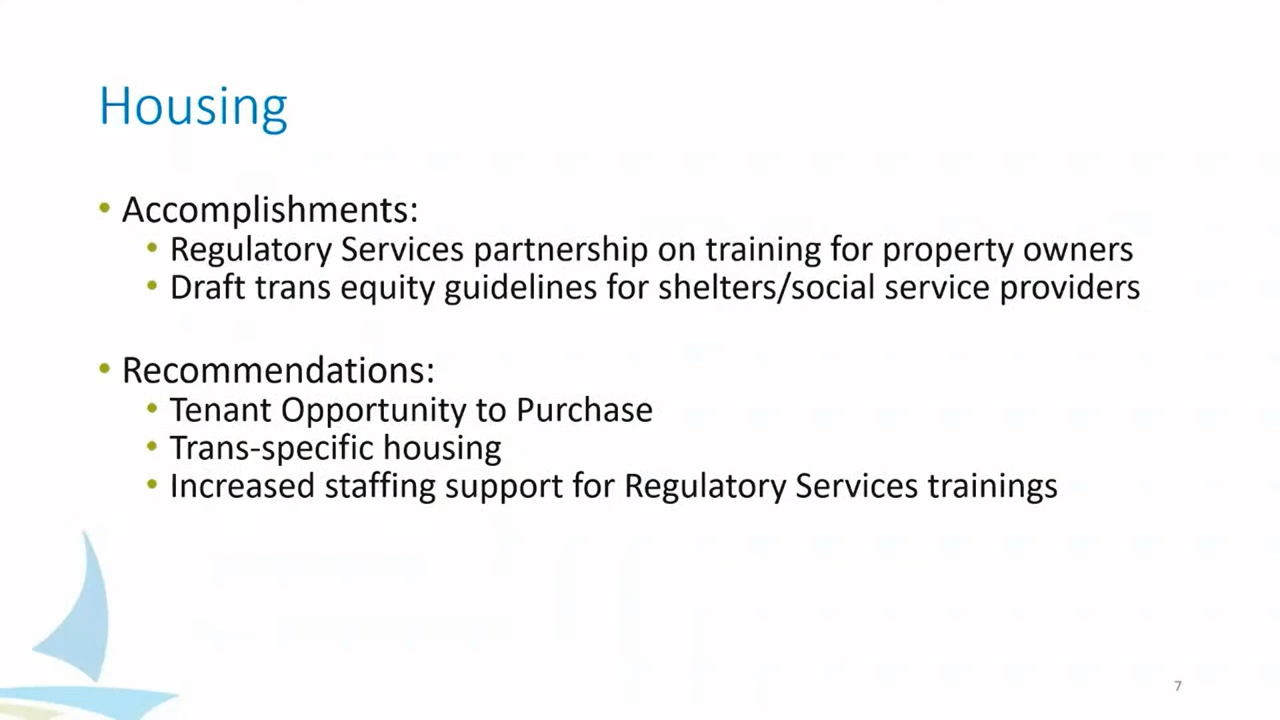 Housing
• Accomplishments:
• Regulatory Services partnership on training for property owners
• Draft trans equity guidelines for shelters/social service providers
• Recommendations:
• Tenant Opportunity to Purchase
• Trans-specific housing
• Increased staffing support for Regulatory Services trainings
7